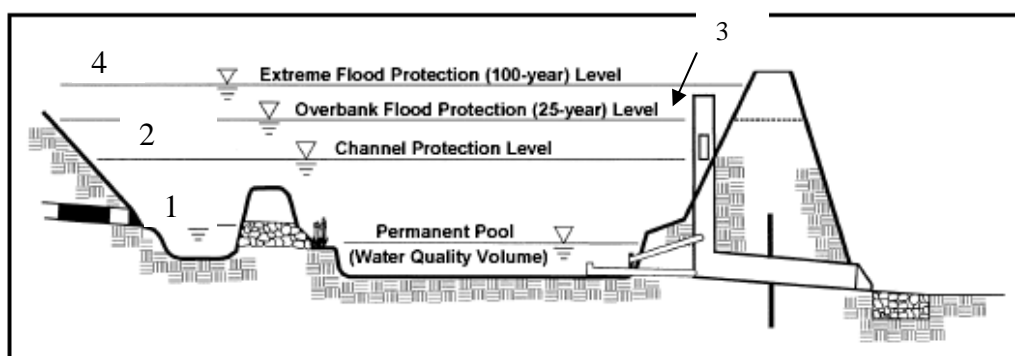 3
4
Extreme Flood Protection (100-year) Level
Overbank Flood Protection (25-year) Level
2
Channel Protection Level
1
Permanent Pool
(Water Quality Volume)